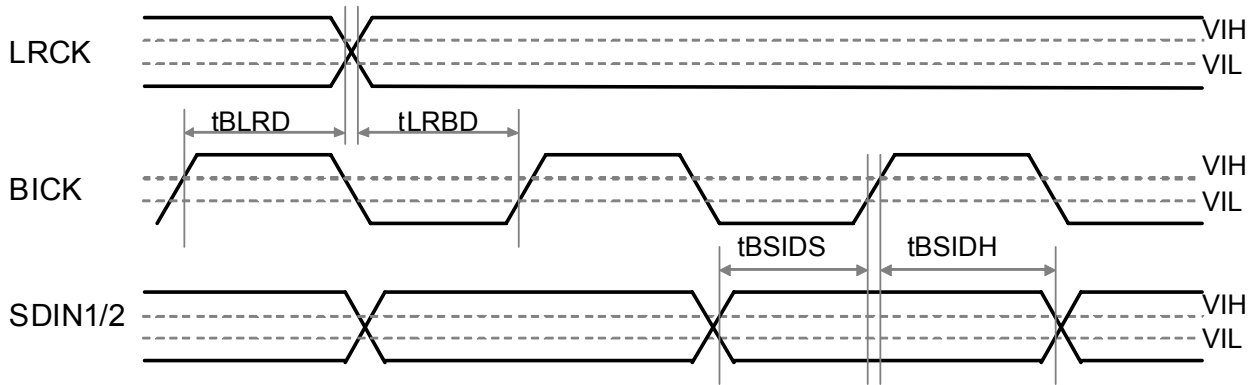 LRCK
VIH
VIL
tBLRD
tLRBD
BICK
VIH
VIL
tBSIDS
tBSIDH
SDIN1/2
VIH
VIL